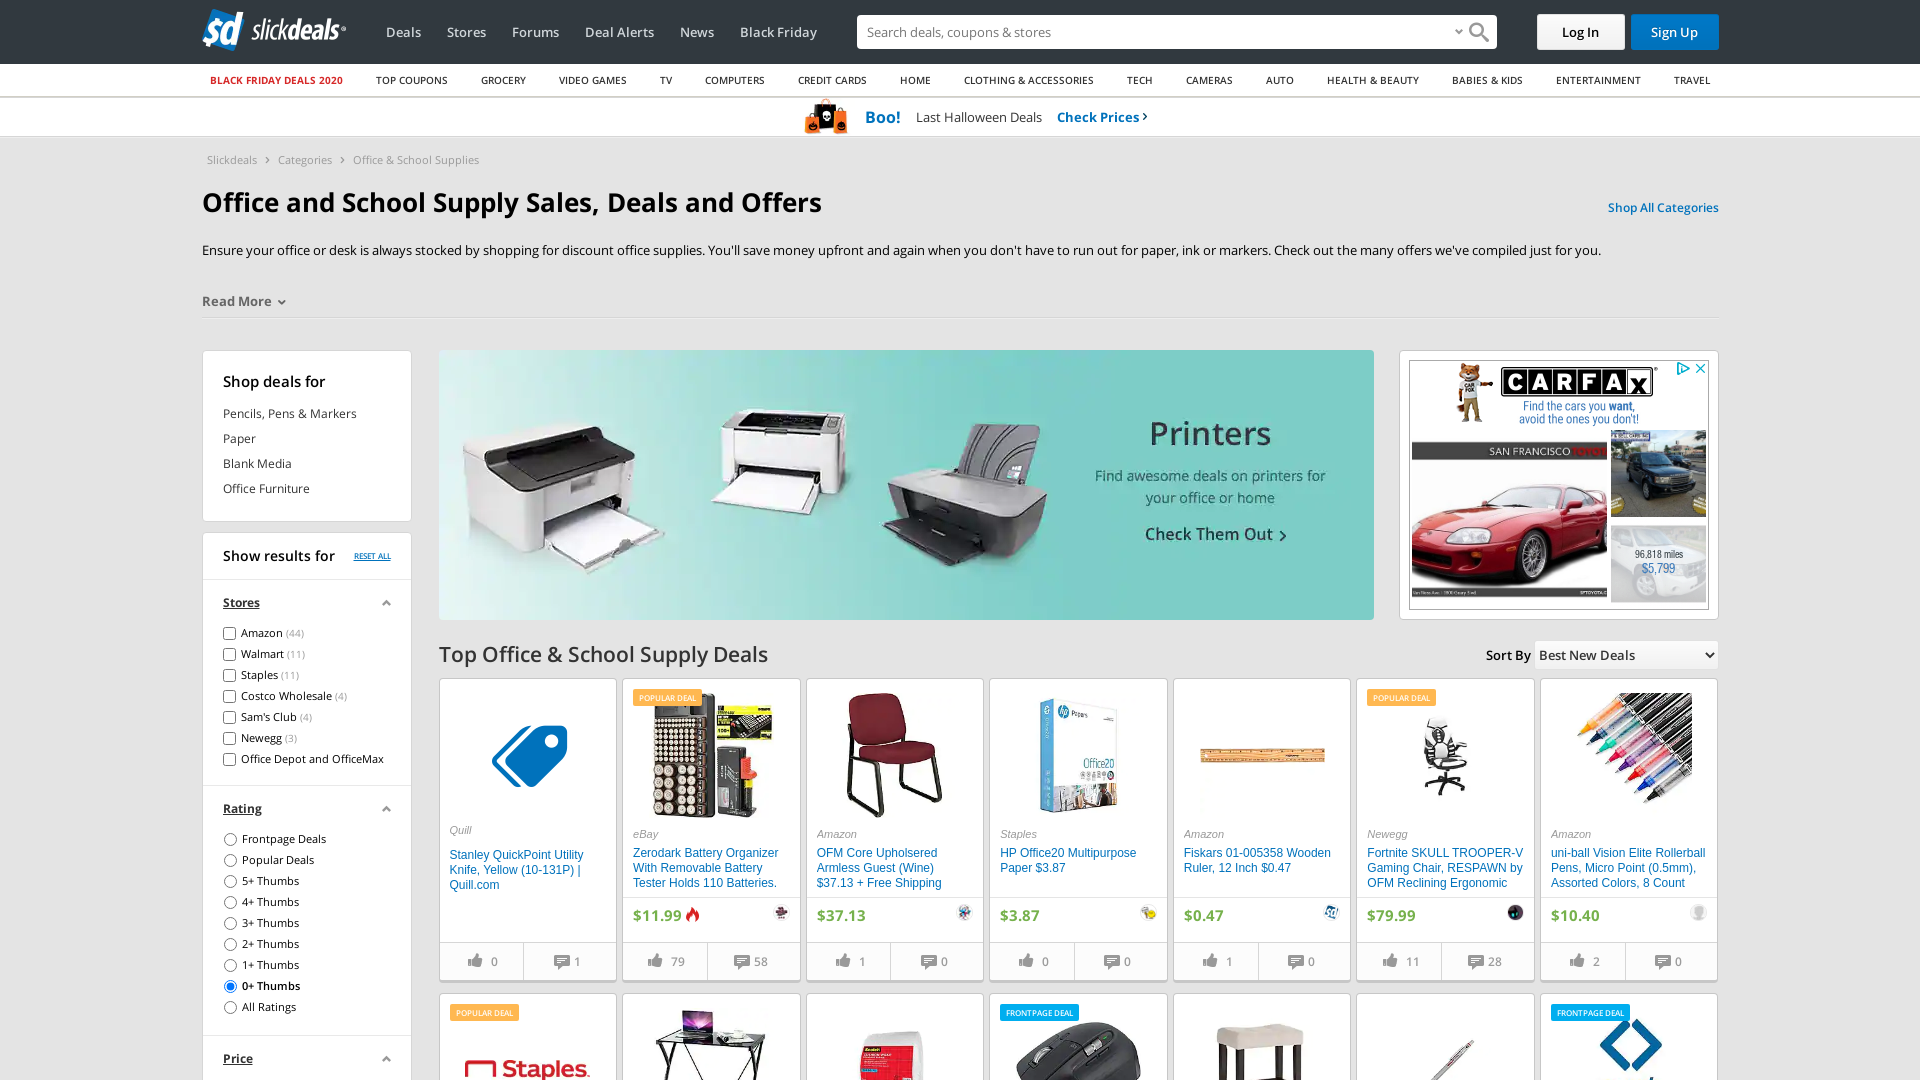 slickdeals
Deals
Stores
Forums
Deal Alerts
News
Black Friday
Search deals, coupons & stores
Log In
Sign Up
BLACK FRIDAY DEALS 2020
TOP COUPONS
GROCERY
VIDEO GAMES
TV
COMPUTERS
CREDIT CARDS
HOME
CLOTHING & ACCESSORIES
TECH
CAMERAS
AUTO
HEALTH & BEAUTY
BABIES & KIDS
ENTERTAINMENT
TRAVEL
Boo! Last Halloween Deals Check Prices
Slickdeals > Categories > Office & School Supplies
Office and School Supply Sales, Deals and Offers
Shop All Categories
Ensure your office or desk is always stocked by shopping for discount office supplies. You'll save money upfront and again when you don't have to run out for paper, ink or markers. Check out the many offers we've compiled just for you.
Read More
Shop deals for
Pencils, Pens & Markers
Paper
Blank Media
Office Furniture
Show results for
RESET ALL
Stores
Amazon (44)
Walmart (11)
Staples (11)
Costco Wholesale (4)
Sam's Club (4)
Newegg (3)
Office Depot and OfficeMax
Rating
Frontpage Deals
Popular Deals
5+ Thumbs
4+ Thumbs
3+ Thumbs
2+ Thumbs
1+ Thumbs
0+ Thumbs
All Ratings
Price
Printers
Find awesome deals on printers for
your office or home
Check Them Out >
CARFAX
Find the cars you want,
avoid the ones you don't!
SAN FRANCISCO TOYOTA
96,818 miles
$5,799
Top Office & School Supply Deals
Sort By
Best New Deals
Quill
Stanley QuickPoint Utility
Knife, Yellow (10-131P) |
Quill.com
0
1
POPULAR DEAL
eBay
Zerodark Battery Organizer
With Removable Battery
Tester Holds 110 Batteries.
$11.99
79
58
Amazon
OFM Core Upholsered
Armless Guest (Wine)
$37.13 + Free Shipping
$37.13
1
0
hp Papers
Office20
Staples
HP Office20 Multipurpose
Paper $3.87
$3.87
0
0
Amazon
Fiskars 01-005358 Wooden
Ruler, 12 Inch $0.47
$0.47
1
0
POPULAR DEAL
Newegg
Fortnite SKULL TROOPER-V
Gaming Chair, RESPAWN by
OFM Reclining Ergonomic
$79.99
11
28
Amazon
uni-ball Vision Elite Rollerball
Pens, Micro Point (0.5mm),
Assorted Colors, 8 Count
$10.40
2
0
POPULAR DEAL
Staples
Scotch
FRONTPAGE DEAL
FRONTPAGE DEAL